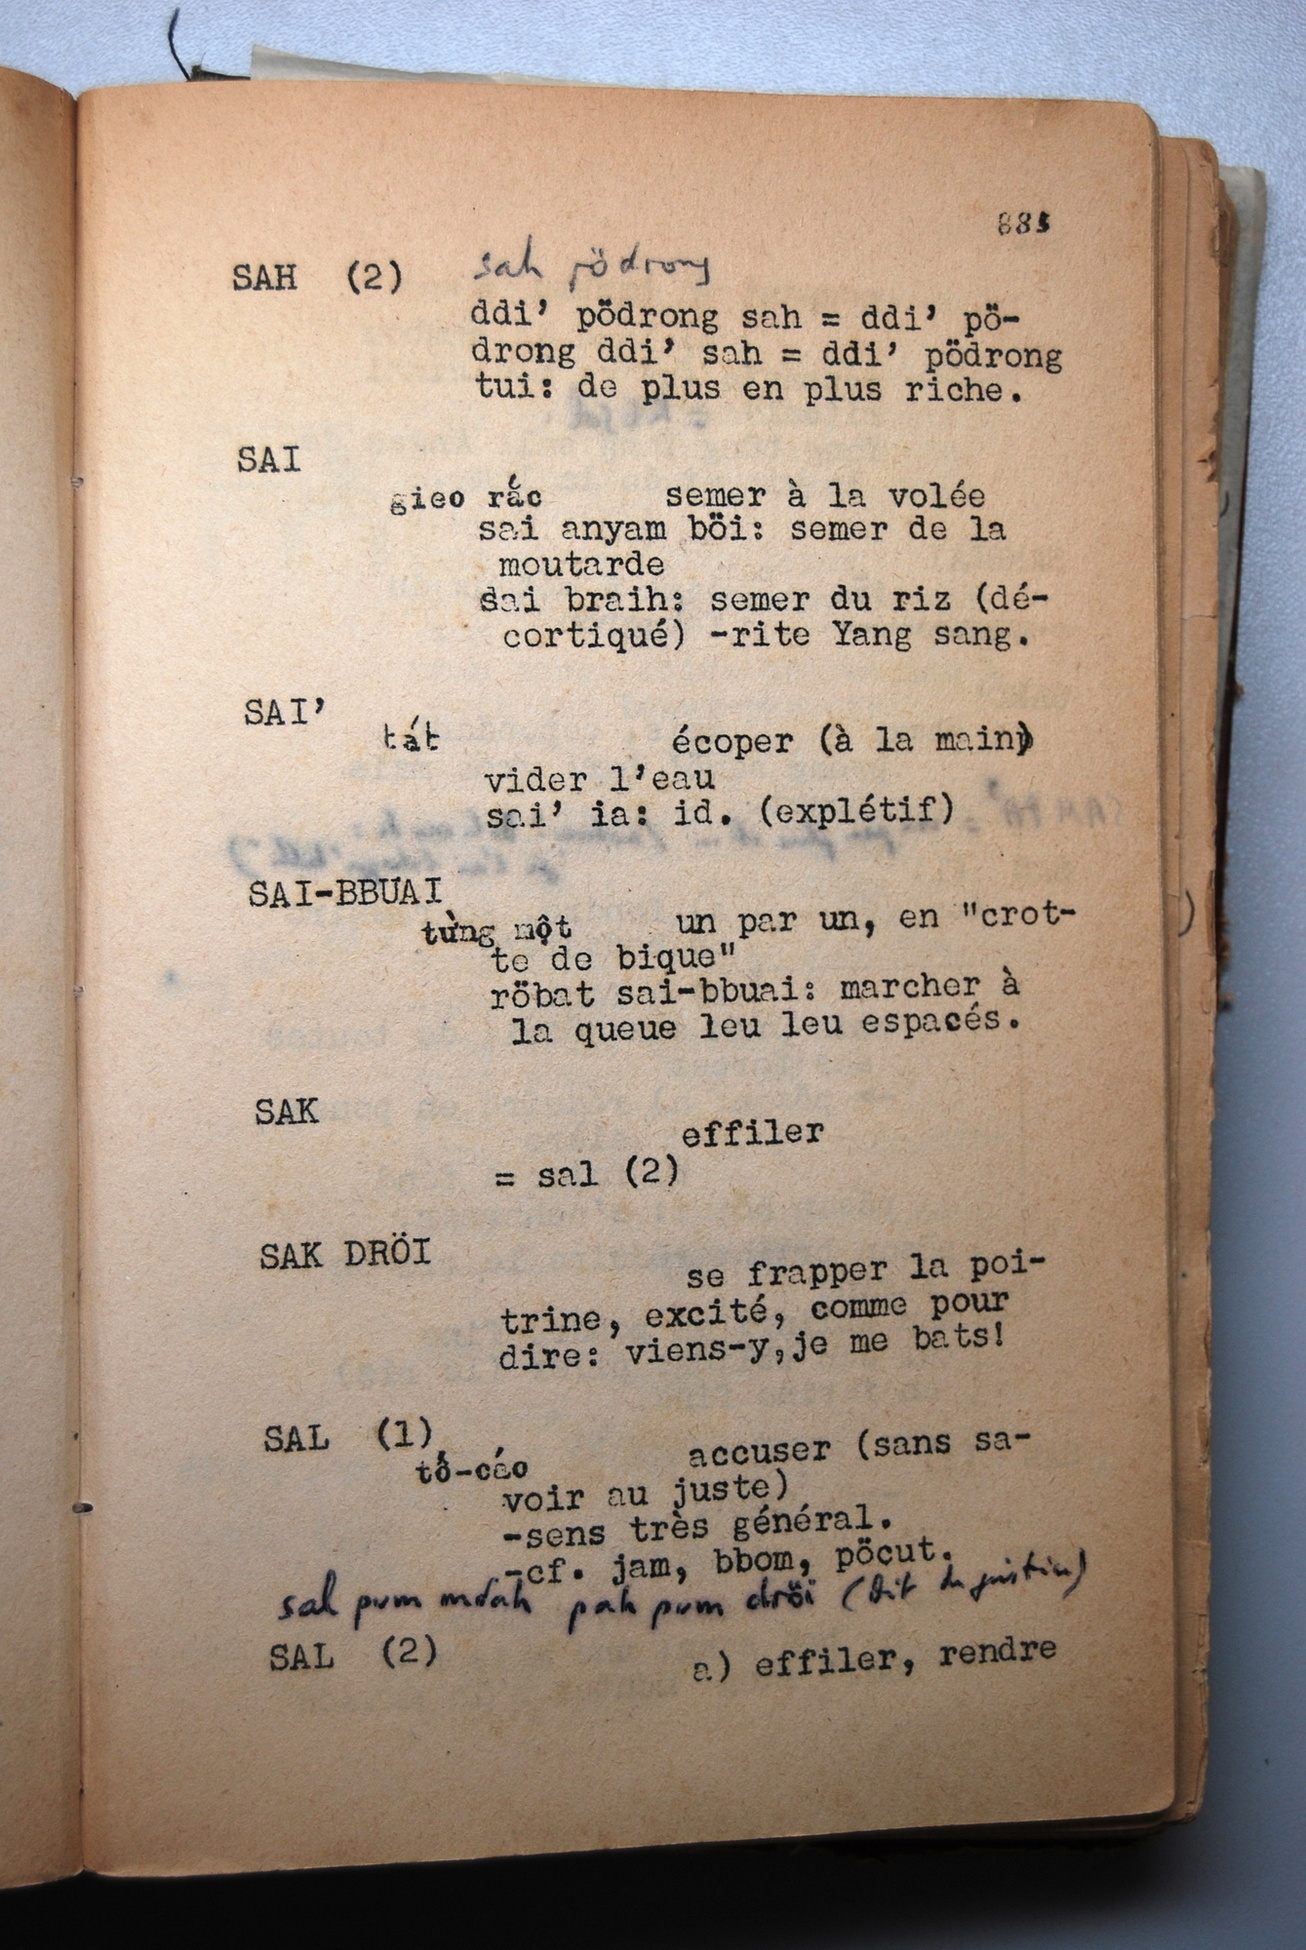 885
SAH (2) sah pödrong
ddi’ pödrong sah = ddi’ pö-
drong ddi’ sah = ddi’ pödrong
tui: de plus en plus riche.
SAI
gieo rắc semer à la volée
sai anyam böi: semer de la
moutarde
sai braih: semer du riz (dé-
cortiqué) -rite Yang sang.
SAI’
tát écoper (à la main)
vider l’eau
sai’ ia: id. (explétif)
SAI-BBUAI
từng một un par un, en "crot-
te de bique"
röbat sai-bbuai: marcher à
la queue leu leu espacés.
SAK
effiler
= sal (2)
SAK DRÖI
se frapper la poi-
trine, excité, comme pour
dire: viens-y,je me bats!
SAL (1)
tố-cáo accuser (sans sa-
voir au juste)
-sens très général.
-cf. jam, bbom, pöcut.
sal pum pah pum dröi
SAL (2)
a) effiler, rendre